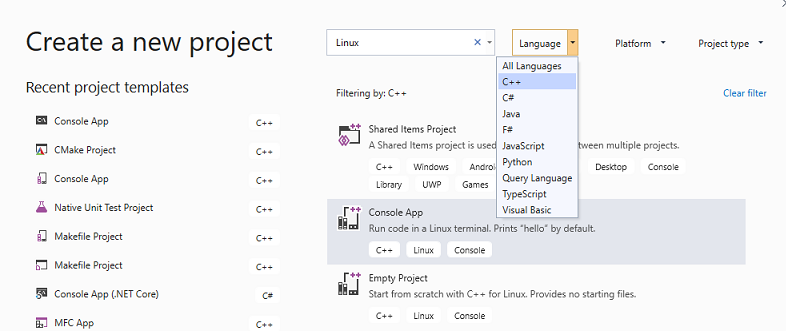 Create a new project
Linux
Language
Platform
Project type
Recent project templates
Console App C++
CMake Project C++
Console App C++
Native Unit Test Project C++
Makefile Project C++
Makefile Project C++
Console App (.NET Core) C#
MFC App C++
All Languages
C++
C#
Java
F#
JavaScript
Python
Query Language
TypeScript
Visual Basic
Filtering by: C++ Clear filter
Shared Items Project
A Shared Items project is used between multiple projects.
C++ Windows Desktop Console
Library UWP Games
Console App
Run code in a Linux terminal. Prints "hello" by default.
C++ Linux Console
Empty Project
Start from scratch with C++ for Linux. Provides no starting files.
C++ Linux Console